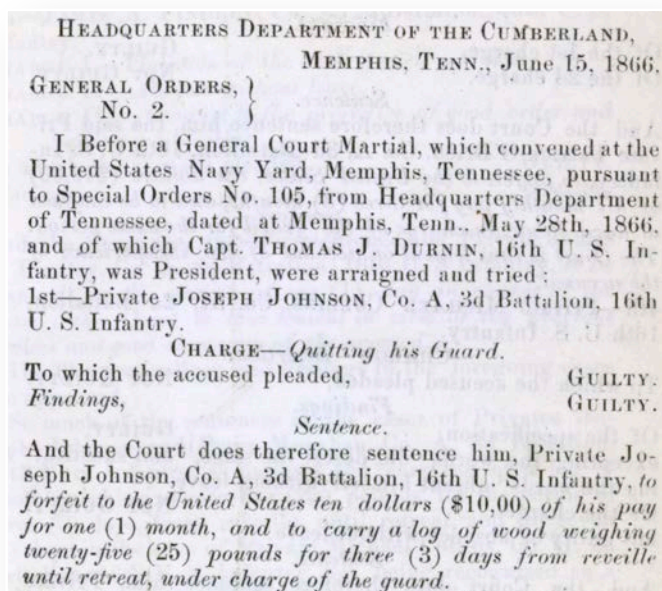 HEADQUARTERS DEPARTMENT OF THE CUMBERLAND,
MEMPHIS, TENN., June 15, 1866.
GENERAL ORDERS, }
No. 2.
I Before a General Court Martial, which convened at the
United States Navy Yard, Memphis, Tennessee, pursuant
to Special Orders No. 105, from Headquarters Department
of Tennessee, dated at Memphis, Tenn., May 28th, 1866,
and of which Capt. THOMAS J. DURNIN, 16th U. S. In-
fantry, was President, were arraigned and tried:
1st—Private JOSEPH JOHNSON, Co. A, 3d Battalion, 16th
U. S. Infantry.
CHARGE—Quitting his Guard.
To which the accused pleaded, GUILTY.
Findings, GUILTY.
Sentence.
And the Court does therefore sentence him, Private Jo-
seph Johnson, Co. A, 3d Battalion, 16th U. S. Infantry, to
forfeit to the United States ten dollars ($10,00) of his pay
for one (1) month, and to carry a log of wood weighing
twenty-five (25) pounds for three (3) days from reveille
until retreat, under charge of the guard.